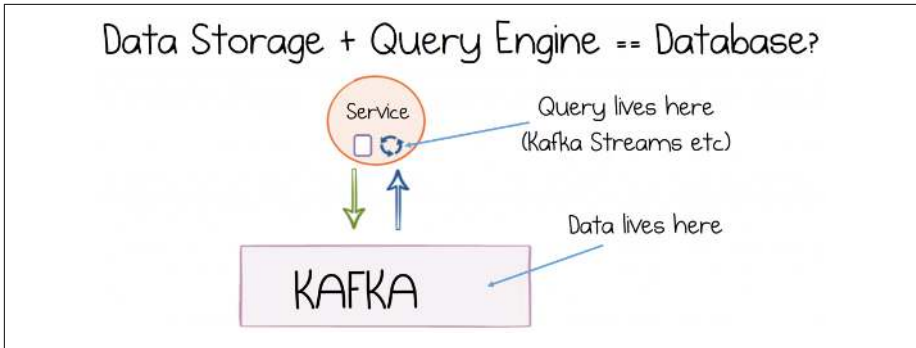 Data Storage + Query Engine == Database?
Service
Query lives here
(Kafka Streams etc)
Data lives here
KAFKA